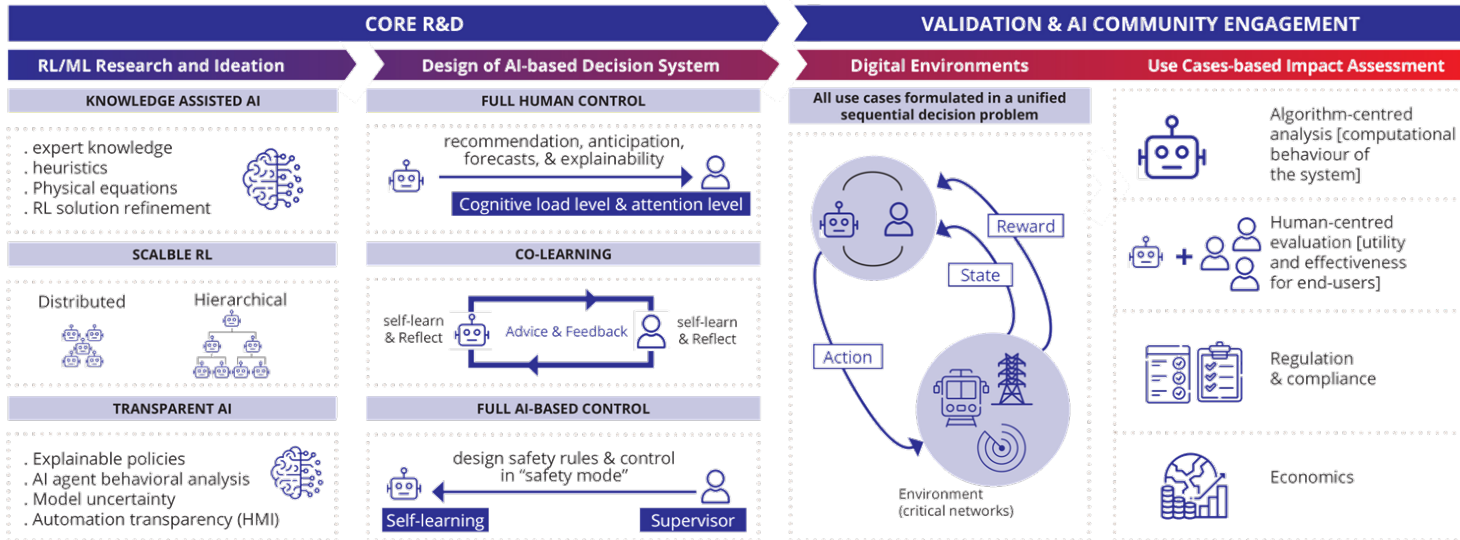 CORE R&D
VALIDATION & AI COMMUNITY ENGAGEMENT
RL/ML Research and Ideation
Design of AI-based Decision System
Digital Environments
Use Cases-based Impact Assessment
KNOWLEDGE ASSISTED AI
. expert knowledge
. heuristics
. Physical equations
. RL solution refinement
SCALBLE RL
Distributed
Hierarchical
TRANSPARENT AI
. Explainable policies
. AI agent behavioral analysis
. Model uncertainty
. Automation transparency (HMI)
FULL HUMAN CONTROL
recommendation, anticipation,
forecasts, & explainability
Cognitive load level & attention level
CO-LEARNING
self-learn
& Reflect
Advice & Feedback
self-learn
& Reflect
FULL AI-BASED CONTROL
design safety rules & control
in “safety mode”
Self-learning
Supervisor
All use cases formulated in a unified
sequential decision problem
Reward
State
Action
Environment
(critical networks)
Algorithm-centred
analysis [computational
behaviour of
the system]
Human-centred
evaluation [utility
and effectiveness
for end-users]
Regulation
& compliance
Economics